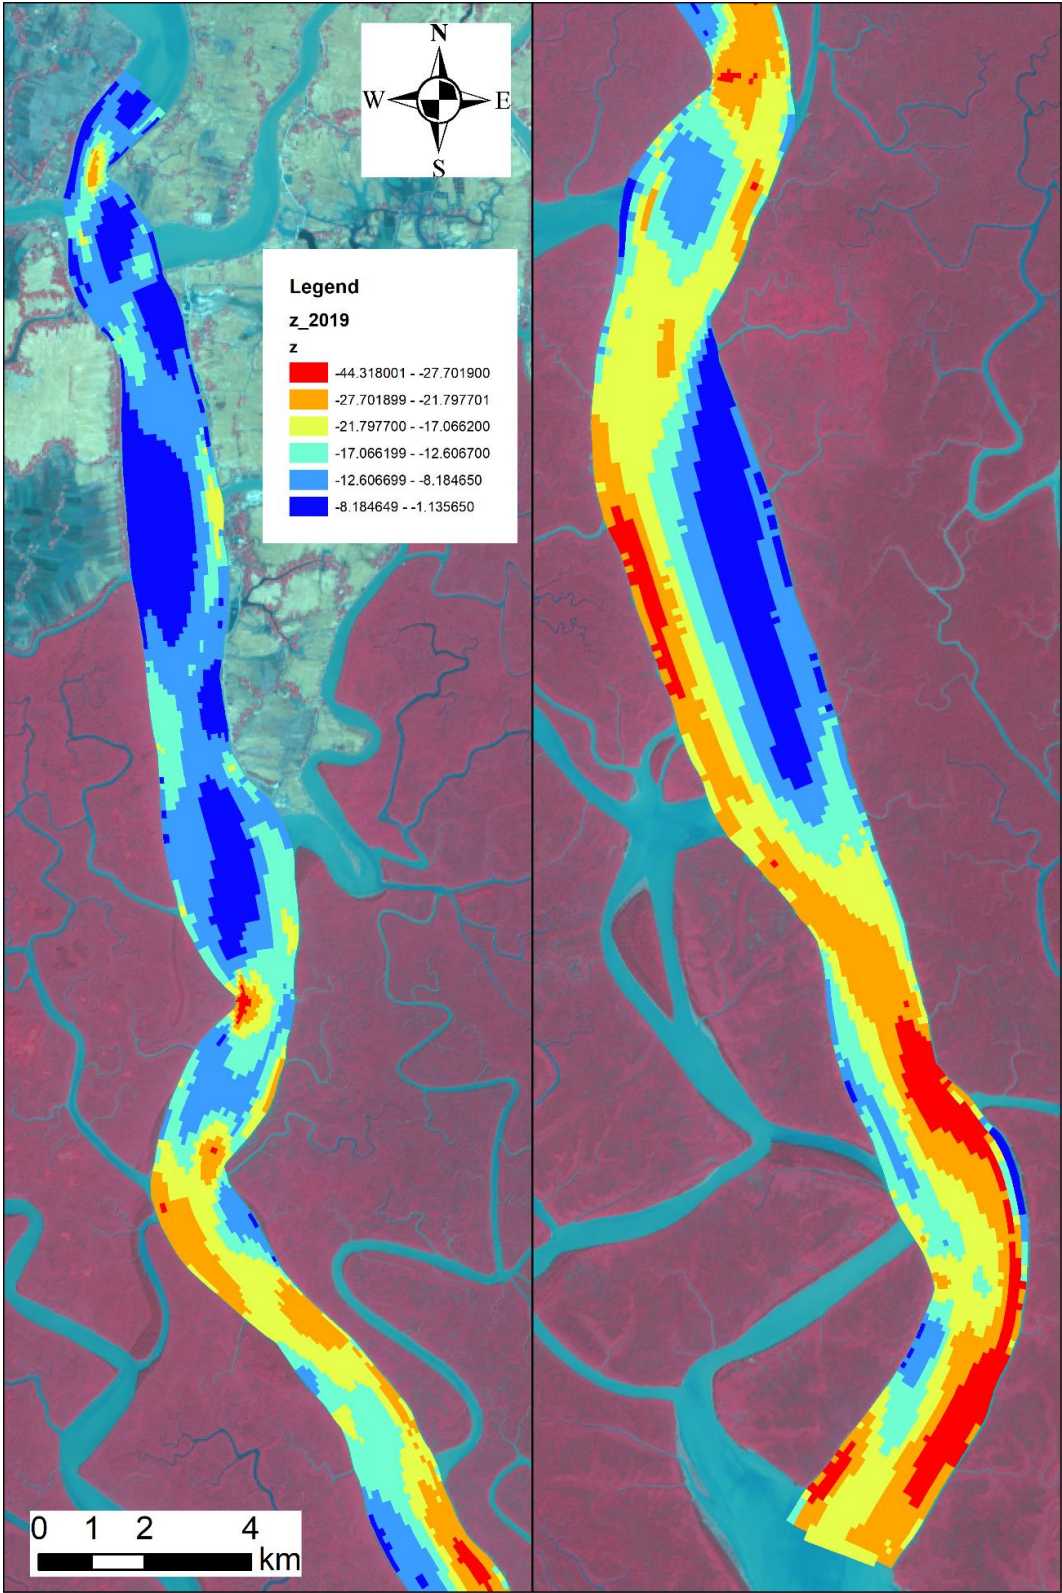 N
W E
S
Legend
z_2019
z
-44.318001 - -27.701900
-27.701899 - -21.797701
-21.797700 - -17.066200
-17.066199 - -12.606700
-12.606699 - -8.184650
-8.184649 - -1.135650
0 1 2 4
km